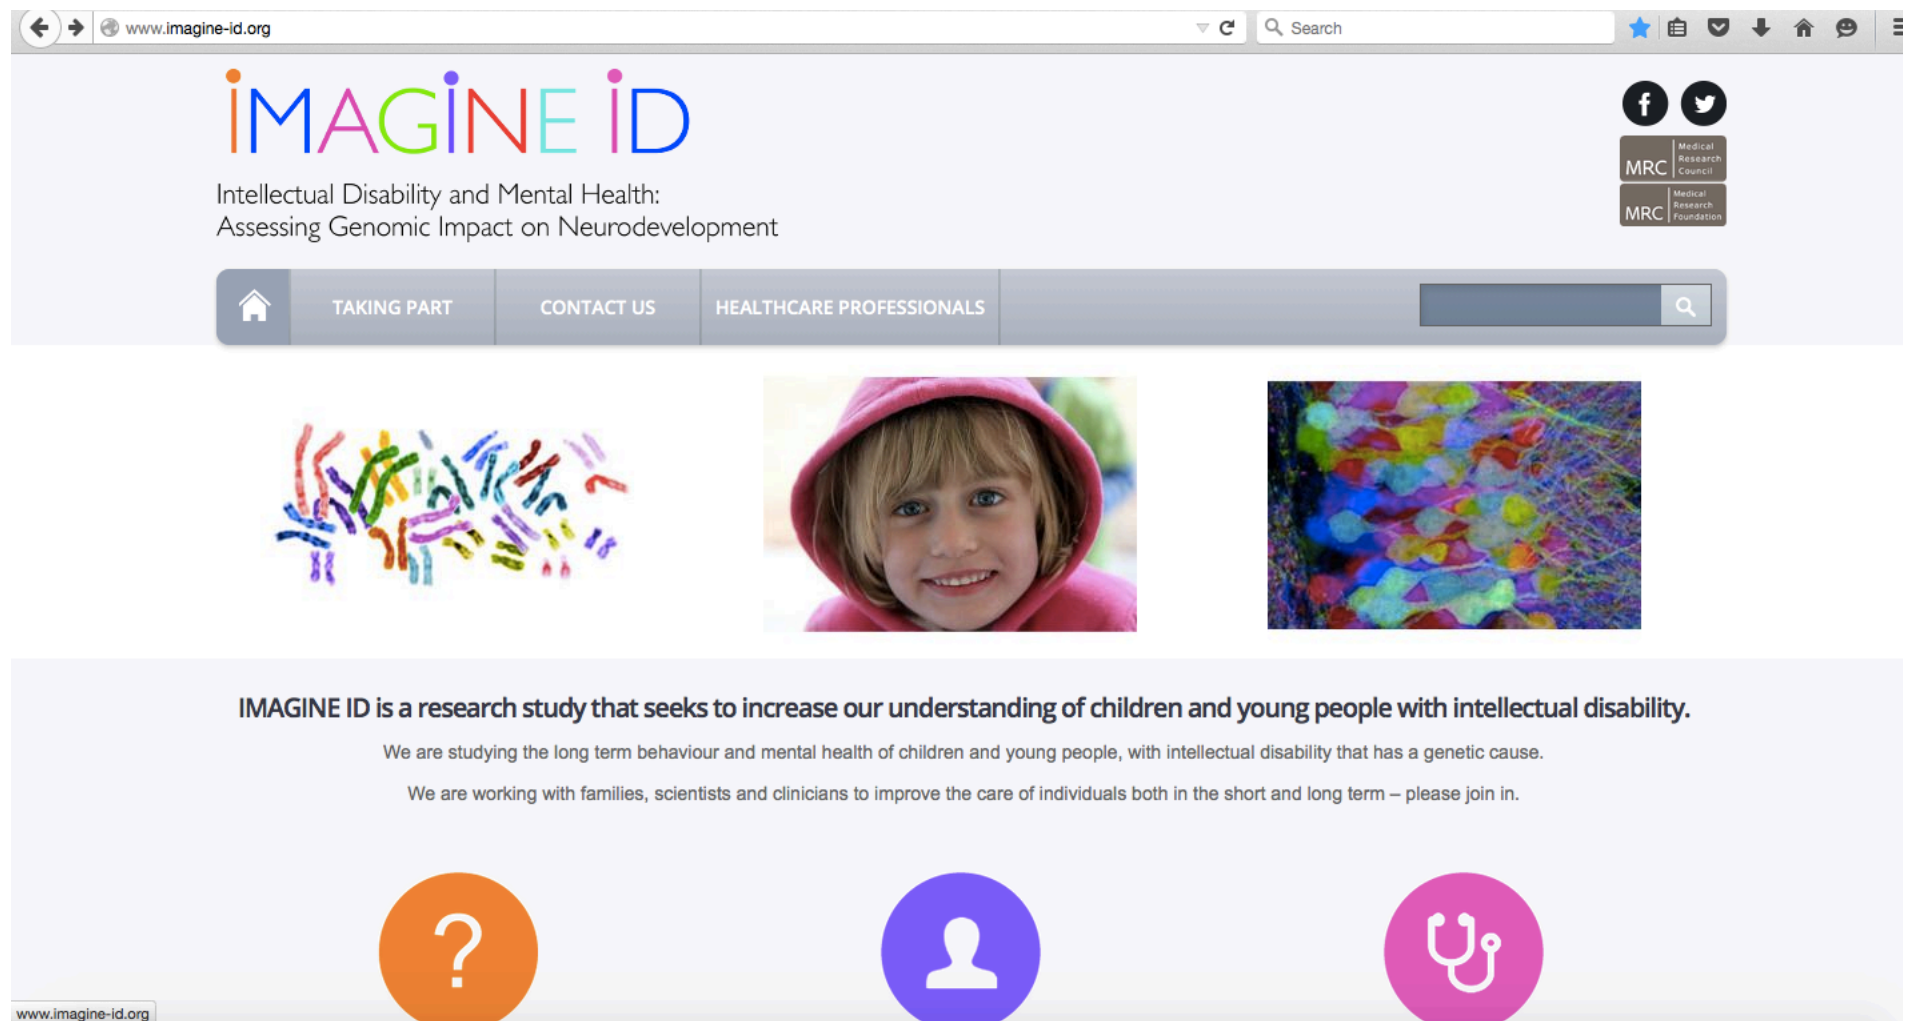 www.imagine-id.org
Search
IMAGINE ID
Intellectual Disability and Mental Health:
Assessing Genomic Impact on Neurodevelopment
f
MRC Medical Research Council
MRC Medical Research Foundation
TAKING PART
CONTACT US
HEALTHCARE PROFESSIONALS
IMAGINE ID is a research study that seeks to increase our understanding of children and young people with intellectual disability.
We are studying the long term behaviour and mental health of children and young people, with intellectual disability that has a genetic cause.
We are working with families, scientists and clinicians to improve the care of individuals both in the short and long term – please join in.
?
www.imagine-id.org